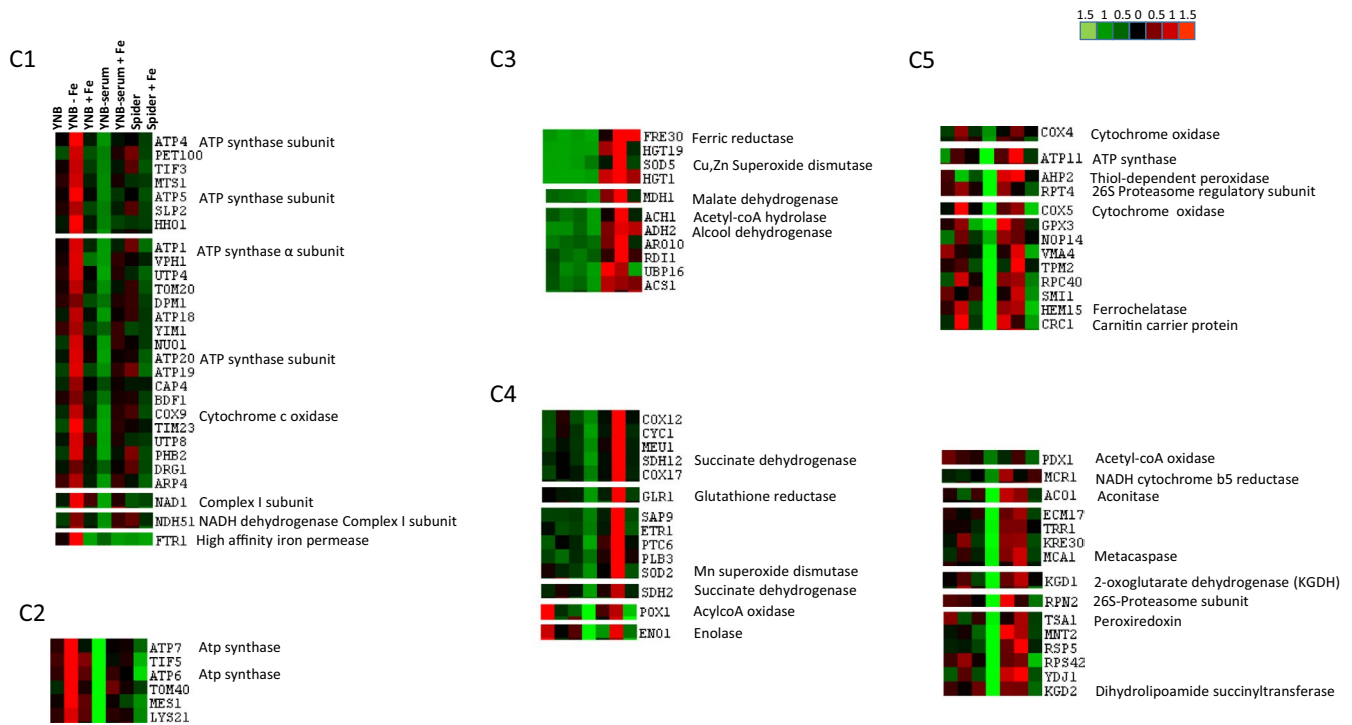 1.5 1 0.5 0 0.5 1 1.5
C1
YNB
YNB - Fe
YNB + Fe
YNB-serum
YNB-serum + Fe
Spider
Spider + Fe
ATP4 ATP synthase subunit
PET100
TIF3
MTS1
ATP5 ATP synthase subunit
SLP2
HHO1
ATP1 ATP synthase α subunit
VPH1
UTP4
TOM20
DPM1
ATP18
YIM1
NUO1
ATP20 ATP synthase subunit
ATP19
CAP4
BDF1
COX9 Cytochrome c oxidase
TIM23
UTP8
PHB2
DRG1
ARP4
NAD1 Complex I subunit
NDH51 NADH dehydrogenase Complex I subunit
FTR1 High affinity iron permease
C2
ATP7 Atp synthase
TIF5
ATP6 Atp synthase
TOM40
MES1
LYS21
C3
FRE30 Ferric reductase
HGT19
SOD5 Cu,Zn Superoxide dismutase
HGT1
MDH1 Malate dehydrogenase
ACH1 Acetyl-coA hydrolase
ADH2 Alcool dehydrogenase
ARO10
RDI1
UBP16
ACS1
C4
COX12
CYC1
MEU1
SDH12 Succinate dehydrogenase
COX17
GLR1 Glutathione reductase
SAP9
ETR1
PTC6
PLB3
SOD2 Mn superoxide dismutase
SDH2 Succinate dehydrogenase
POX1 AcylcoA oxidase
ENO1 Enolase
C5
COX4 Cytochrome oxidase
ATP11 ATP synthase
AHP2 Thiol-dependent peroxidase
RPT4 26S Proteasome regulatory subunit
COX5 Cytochrome oxidase
GPX3
NOP14
VMA4
TPM2
RPC40
SMI1
HEM15 Ferrochelatase
CRC1 Carnitin carrier protein
PDX1 Acetyl-coA oxidase
MCR1 NADH cytochrome b5 reductase
ACO1 Aconitase
ECM17
TRR1
KRE30
MCA1 Metacaspase
KGD1 2-oxoglutarate dehydrogenase (KGDH)
RPN2 26S-Proteasome subunit
TSA1 Peroxiredoxin
MNT2
RSP5
RPS42
YDJ1
KGD2 Dihydrolipoamide succinyltransferase